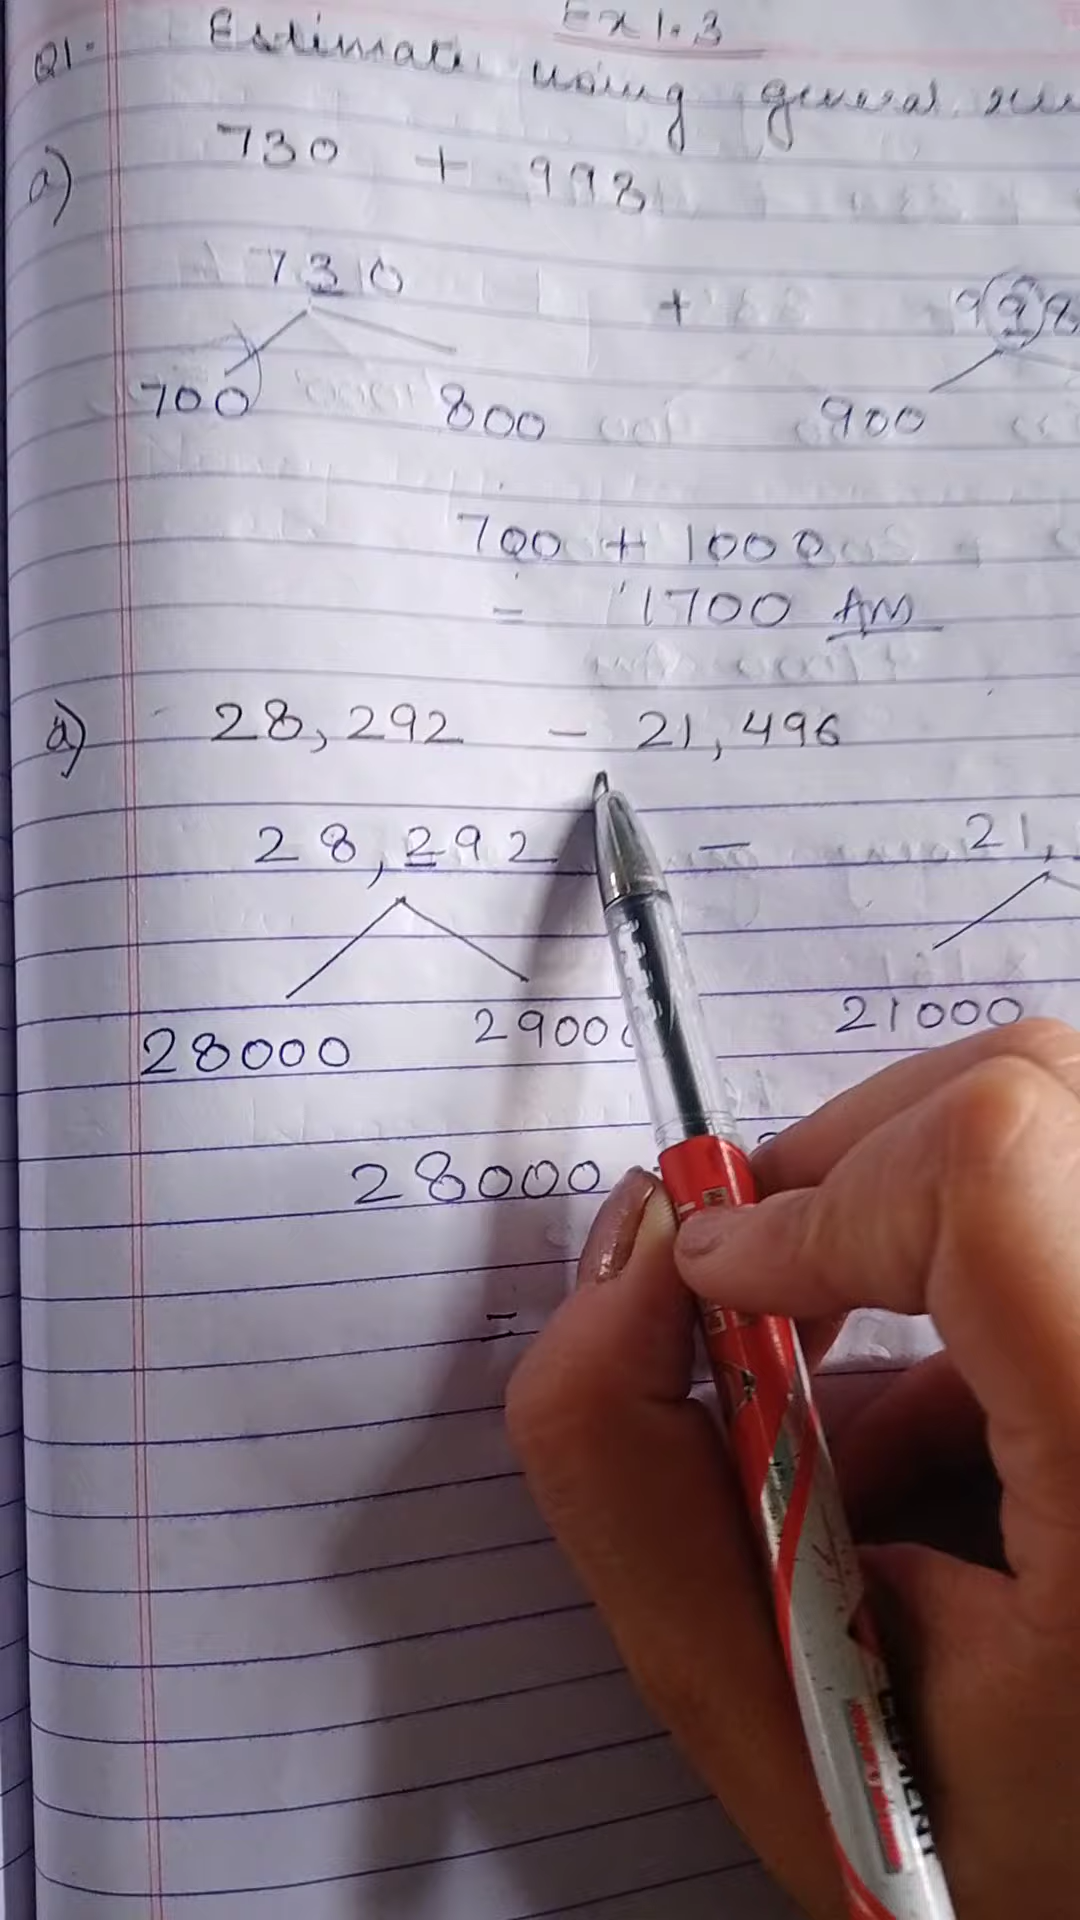 Ex 1.3
Q1. Estimate using general
a) 730 + 998
730 + 998
700 800 900
700 + 1000
= 1700 Ans
d) 28,292 - 21,496
28,292 - 21,
28000 2900 21000
28000
=